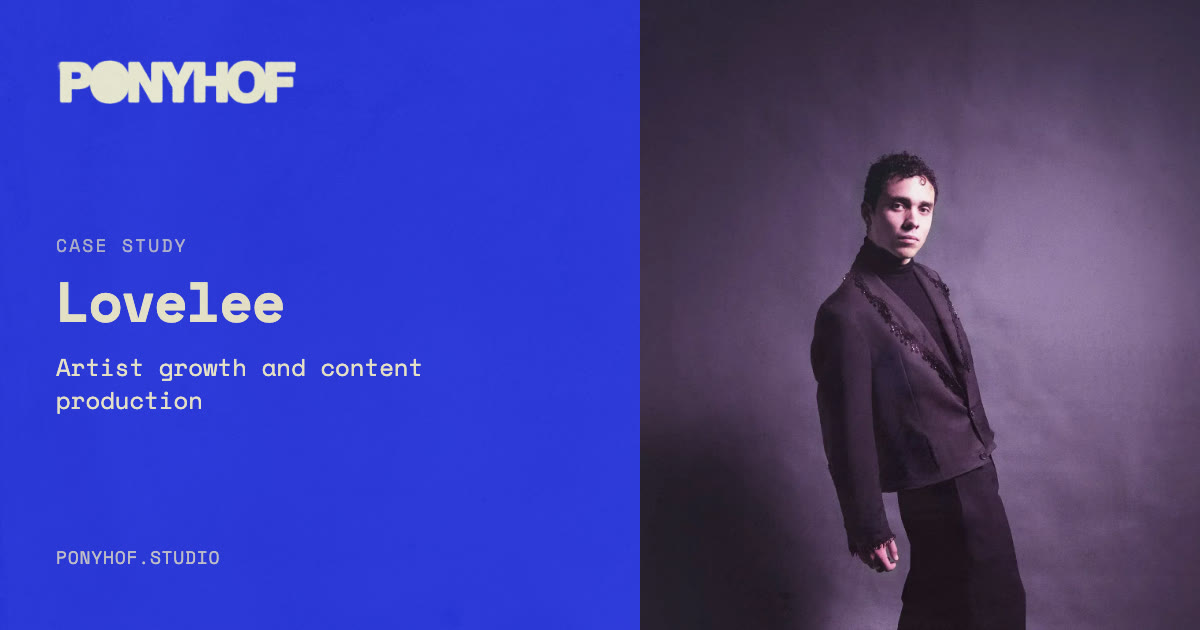 PONYHOF
CASE STUDY
Lovelee
Artist growth and content
production
PONYHOF.STUDIO